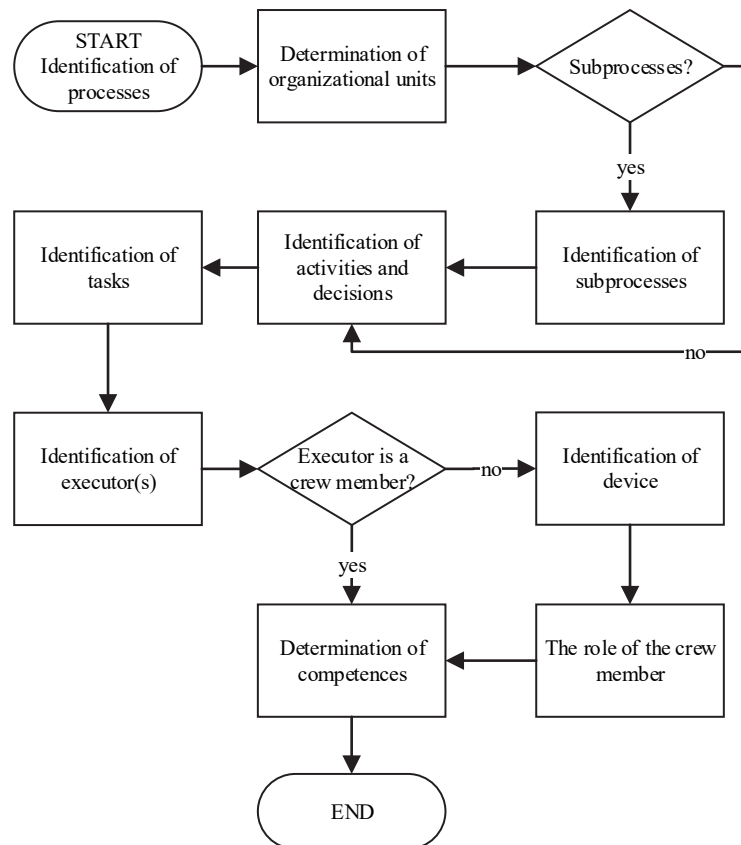 START
Identification of
processes
Determination of
organizational units
Subprocesses?
yes
Identification of
tasks
Identification of
activities and
decisions
Identification of
subprocesses
no
Identification of
executor(s)
Executor is a
crew member?
no
Identification of
device
yes
Determination of
competences
The role of the crew
member
END